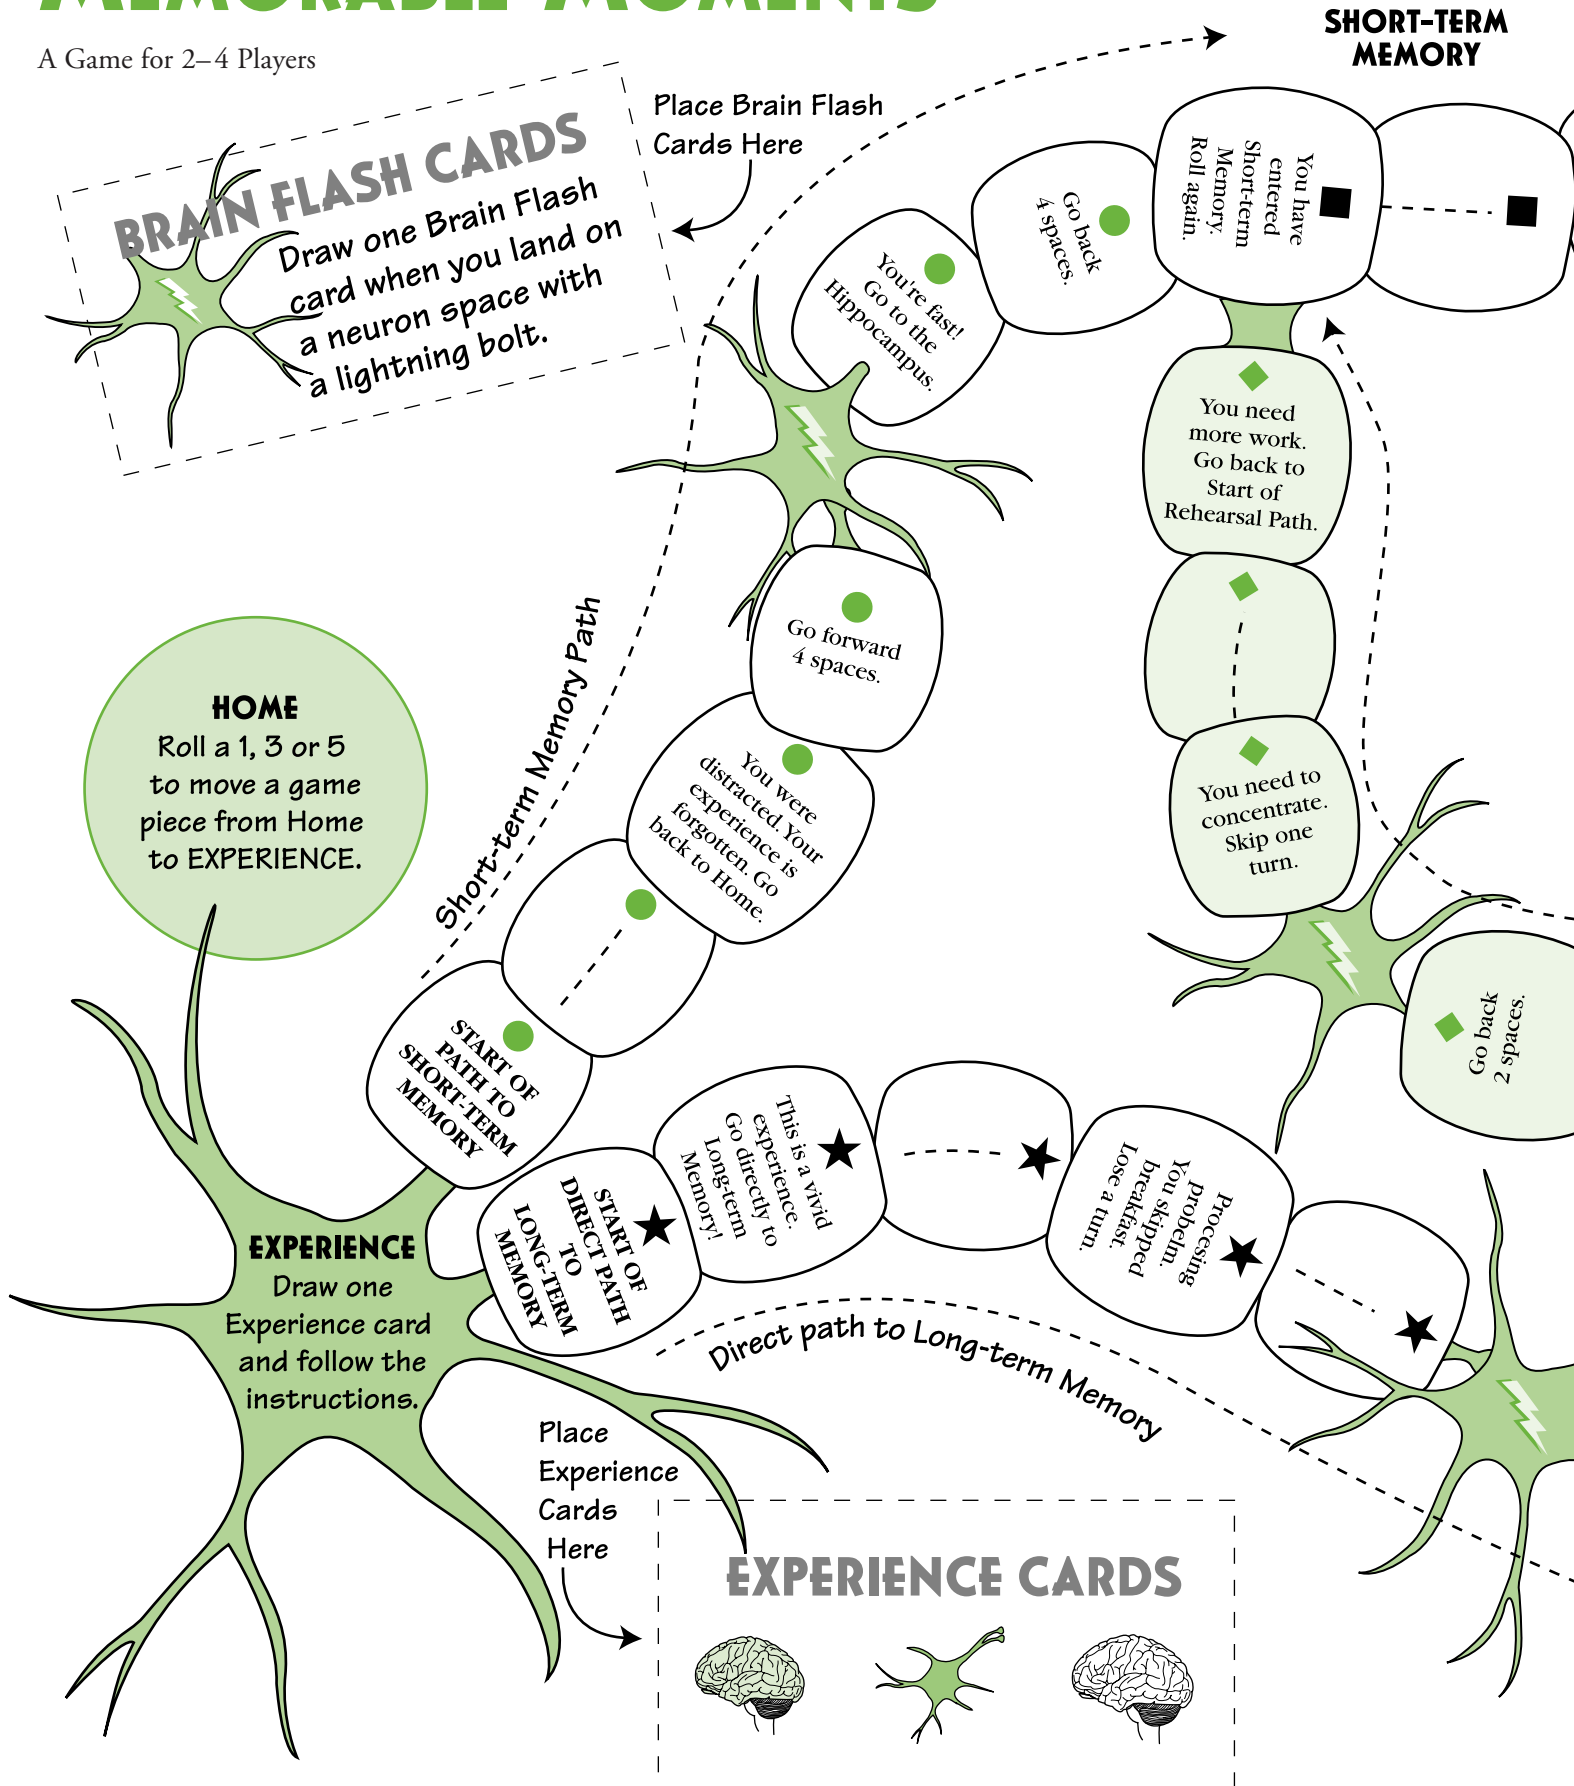 MEMORABLE MOMENTS
A Game for 2–4 Players
SHORT-TERM
MEMORY
BRAIN FLASH CARDS
Draw one Brain Flash
card when you land on
a neuron space with
a lightning bolt.
Place Brain Flash
Cards Here
You have
entered
Short-term
Memory.
Roll again.
Go back
4 spaces.
You're fast!
Go to the
Hippocampus.
You need
more work.
Go back to
Start of
Rehearsal Path.
Go forward
4 spaces.
Short-term Memory Path
HOME
Roll a 1, 3 or 5
to move a game
piece from Home
to EXPERIENCE.
You were
distracted. Your
experience is
forgotten. Go
back to Home.
You need to
concentrate.
Skip one
turn.
Go back
2 spaces.
START OF
PATH TO
SHORT-TERM
MEMORY
START OF
DIRECT PATH
TO
LONG-TERM
MEMORY
This is a vivid
experience.
Go directly to
Long-term
Memory!
Procesing
probelm.
You skipped
breakfast.
Lose a turn.
EXPERIENCE
Draw one
Experience card
and follow the
instructions.
Direct path to Long-term Memory
Place
Experience
Cards
Here
EXPERIENCE CARDS